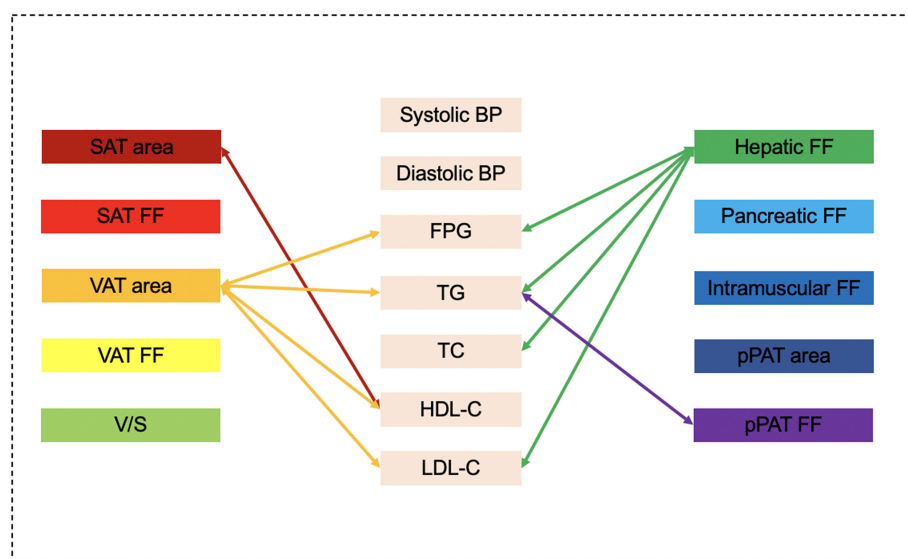 SAT area
SAT FF
VAT area
VAT FF
V/S
Systolic BP
Diastolic BP
FPG
TG
TC
HDL-C
LDL-C
Hepatic FF
Pancreatic FF
Intramuscular FF
pPAT area
pPAT FF